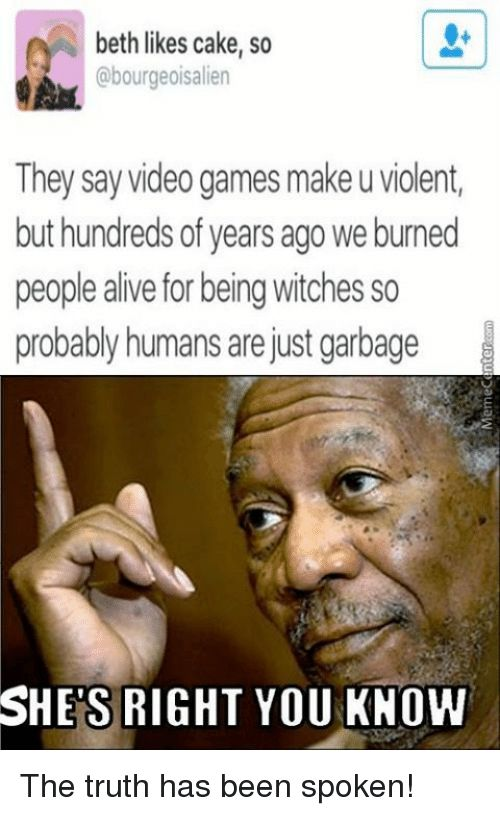 beth likes cake, so
@bourgeoisalien
They say video games make u violent,
but hundreds of years ago we burned
people alive for being witches so
probably humans are just garbage
MemeCenter.com
SHE'S RIGHT YOU KNOW
The truth has been spoken!